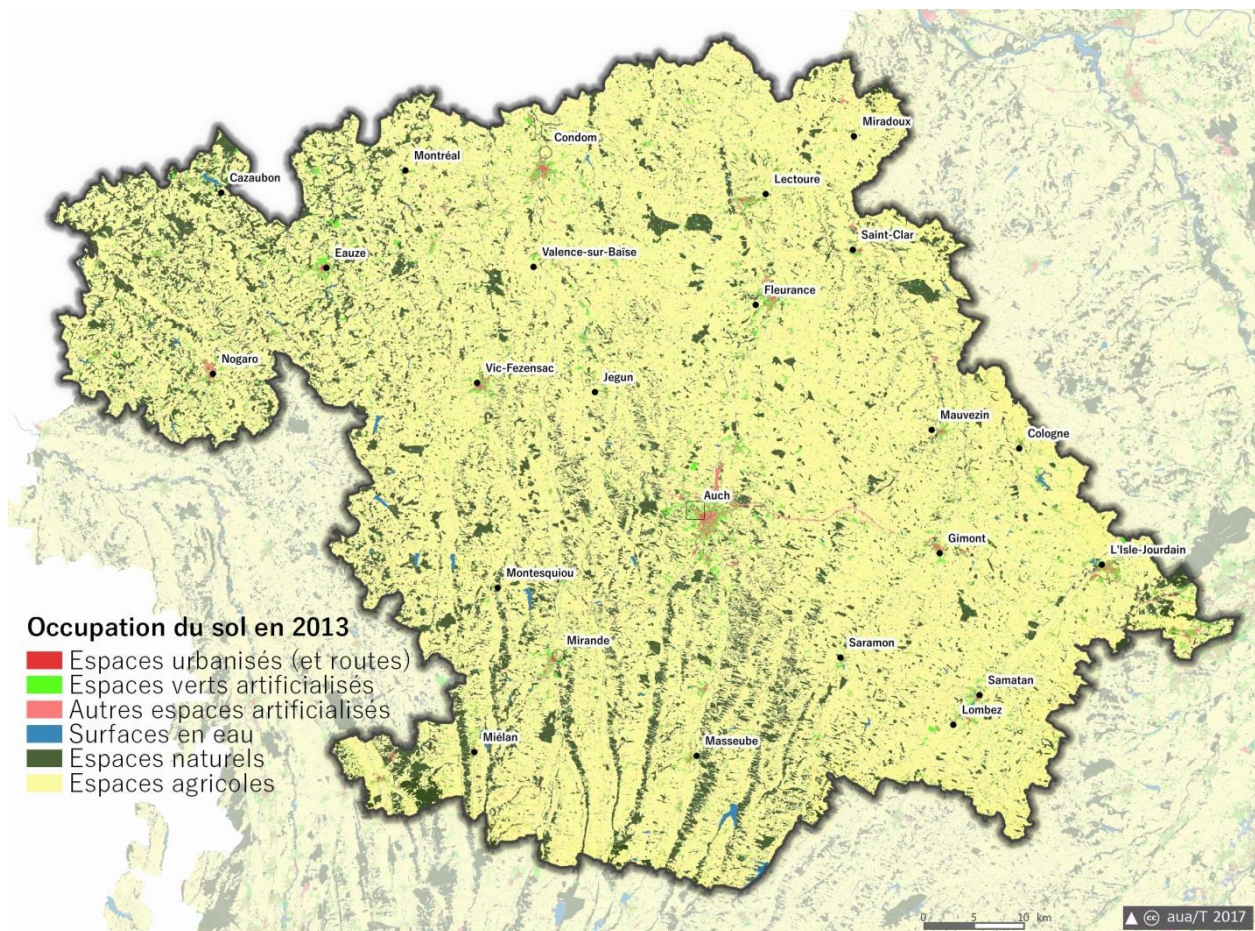 Miradoux
Condom
Montréal
Cazaubon
Lectoure
Saint-Clar
Eauze
Valence-sur-Baïse
Fleurance
Nogaro
Vic-Fezensac
Jegun
Mauvezin
Cologne
Auch
Gimont
L'Isle-Jourdain
Montesquiou
Mirande
Saramon
Samatan
Lombez
Miélan
Masseube
Occupation du sol en 2013
Espaces urbanisés (et routes)
Espaces verts artificialisés
Autres espaces artificialisés
Surfaces en eau
Espaces naturels
Espaces agricoles
0 5 10 km
cc aua/T 2017